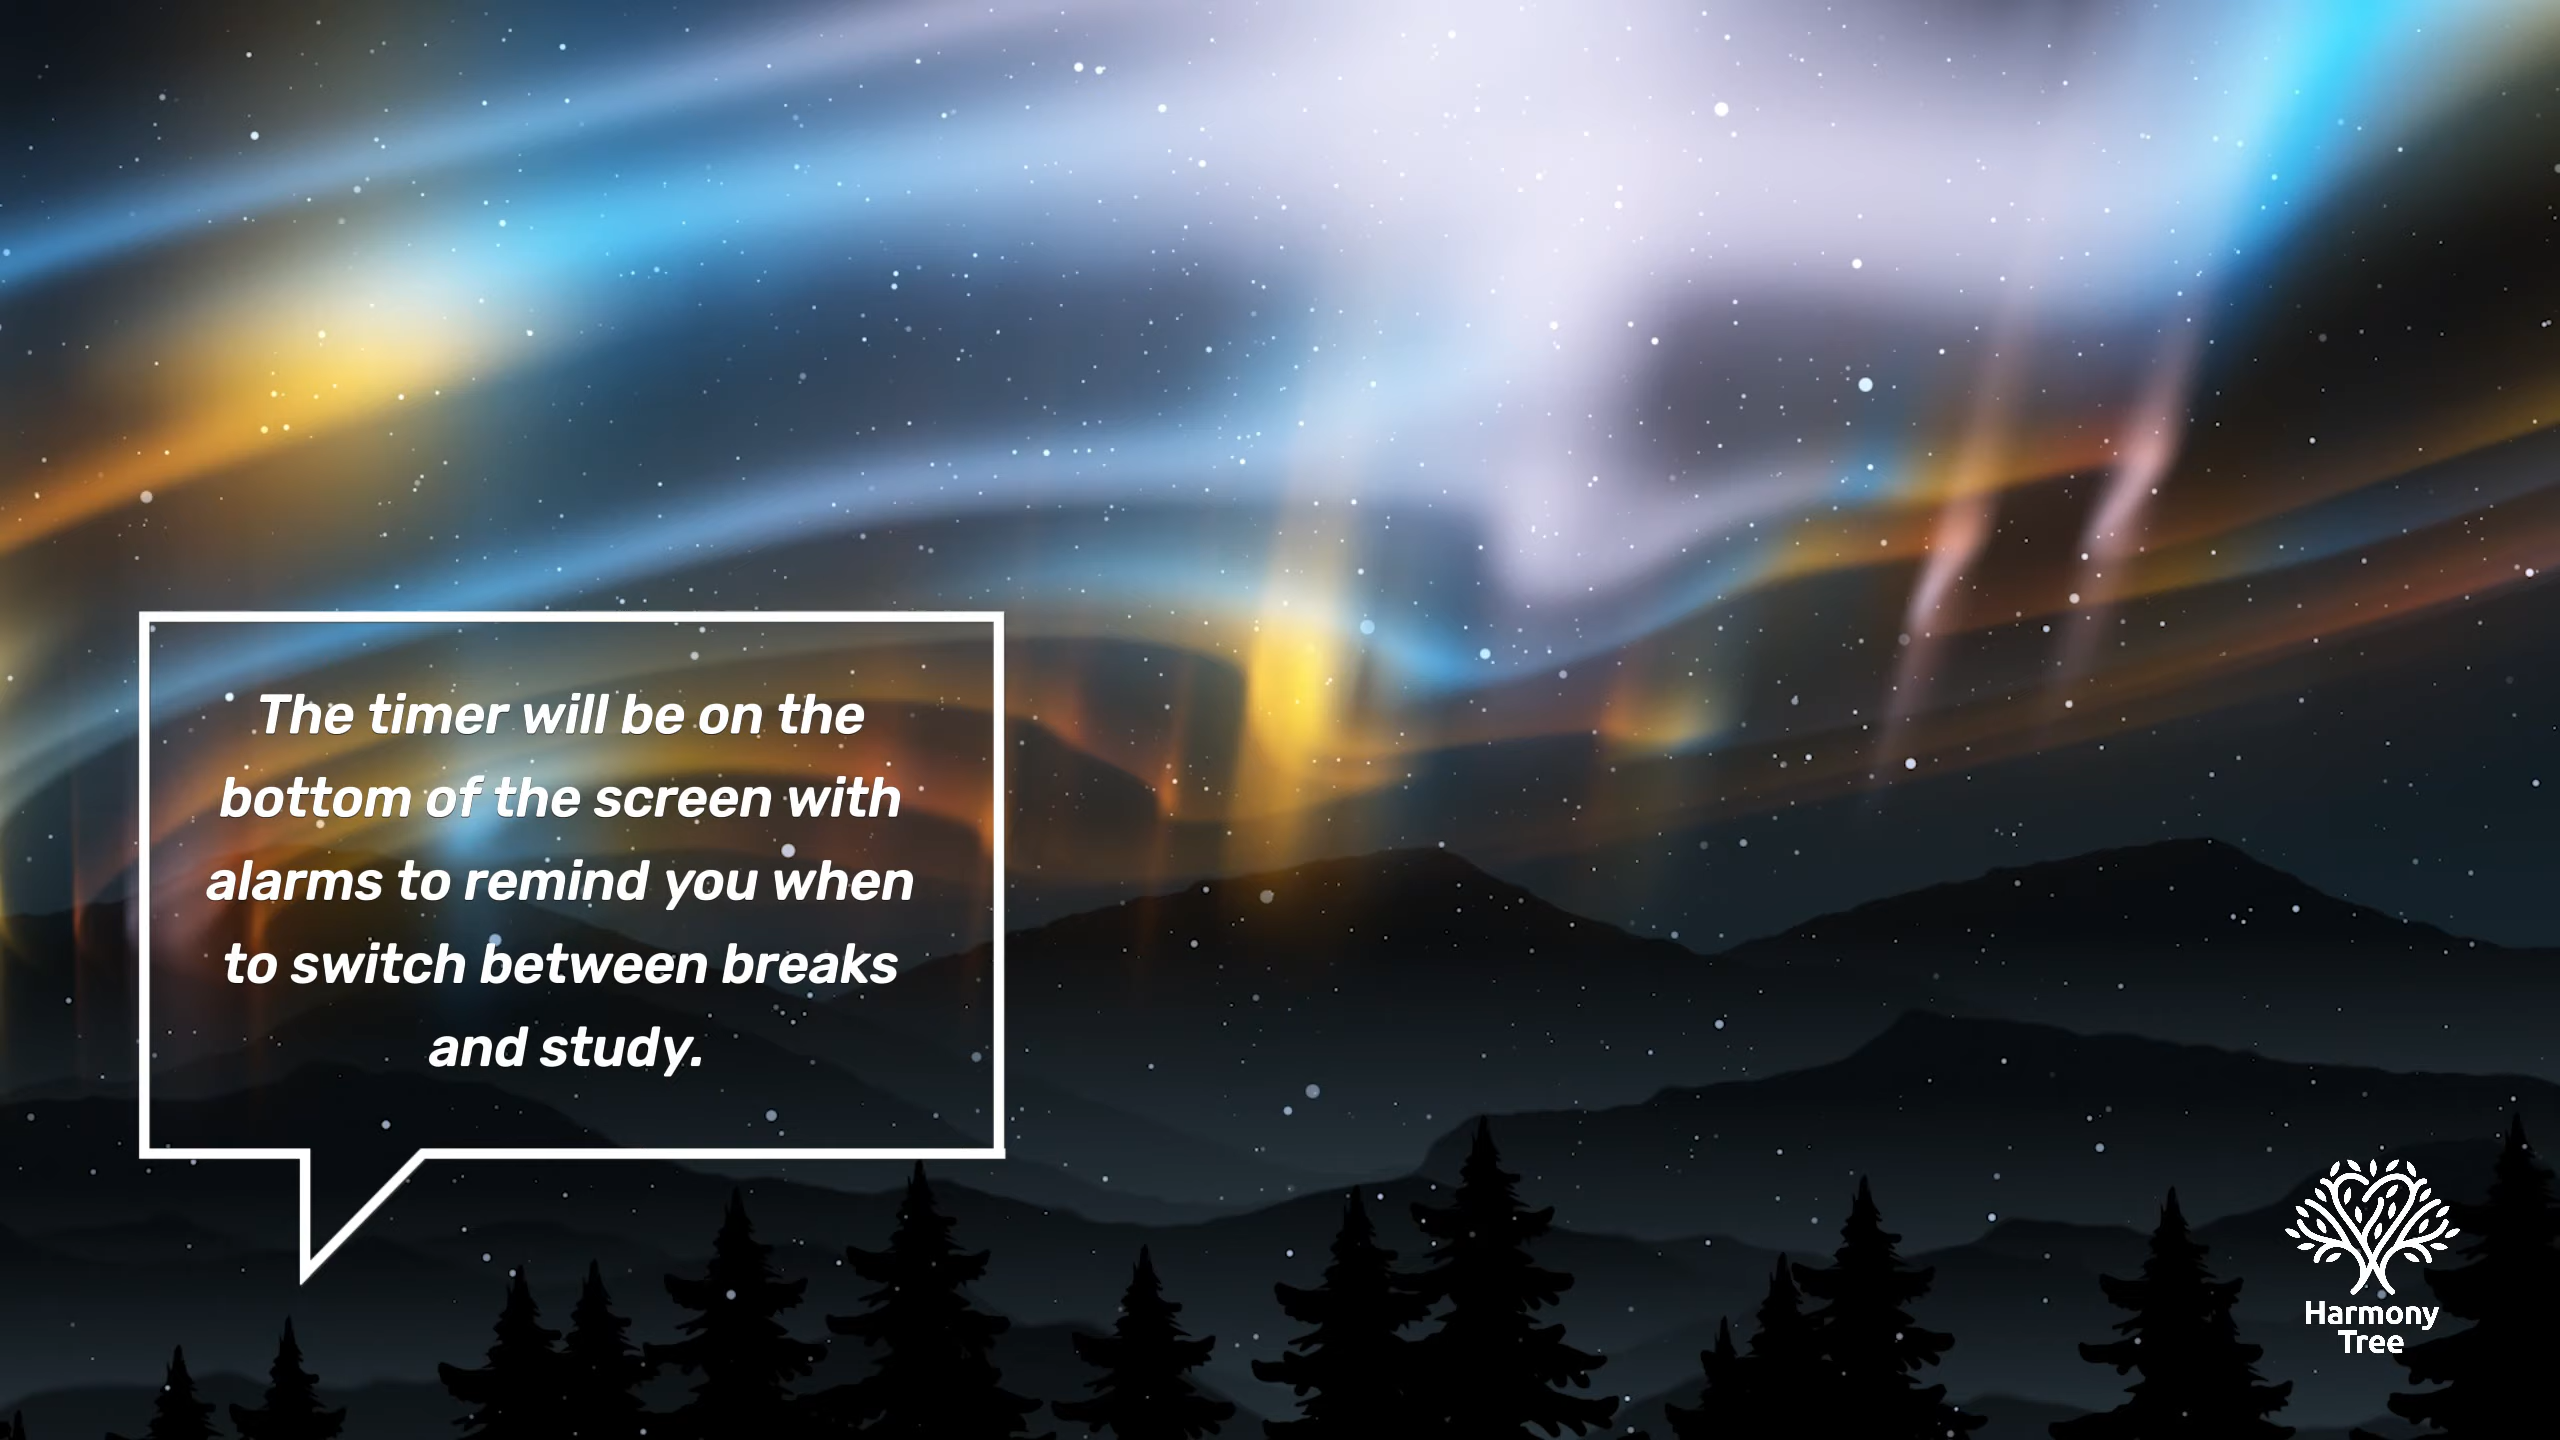 The timer will be on the
bottom of the screen with
alarms to remind you when
to switch between breaks
and study.
Harmony
Tree